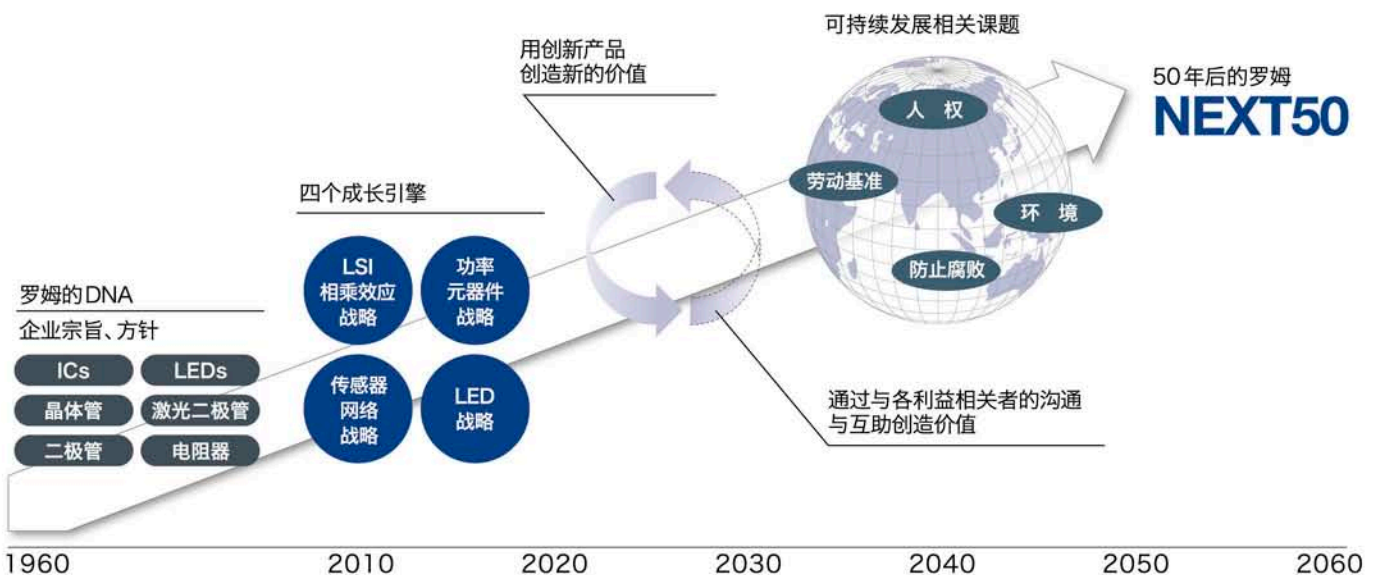 可持续发展相关课题
用创新产品
创造新的价值
50年后的罗姆
NEXT50
人 权
劳动基准
环 境
防止腐败
四个成长引擎
LSI
相乘效应
战略
功率
元器件
战略
传感器
网络
战略
LED
战略
罗姆的DNA
企业宗旨、方针
ICs
LEDs
晶体管
激光二极管
二极管
电阻器
通过与各利益相关者的沟通
与互助创造价值
1960
2010
2020
2030
2040
2050
2060